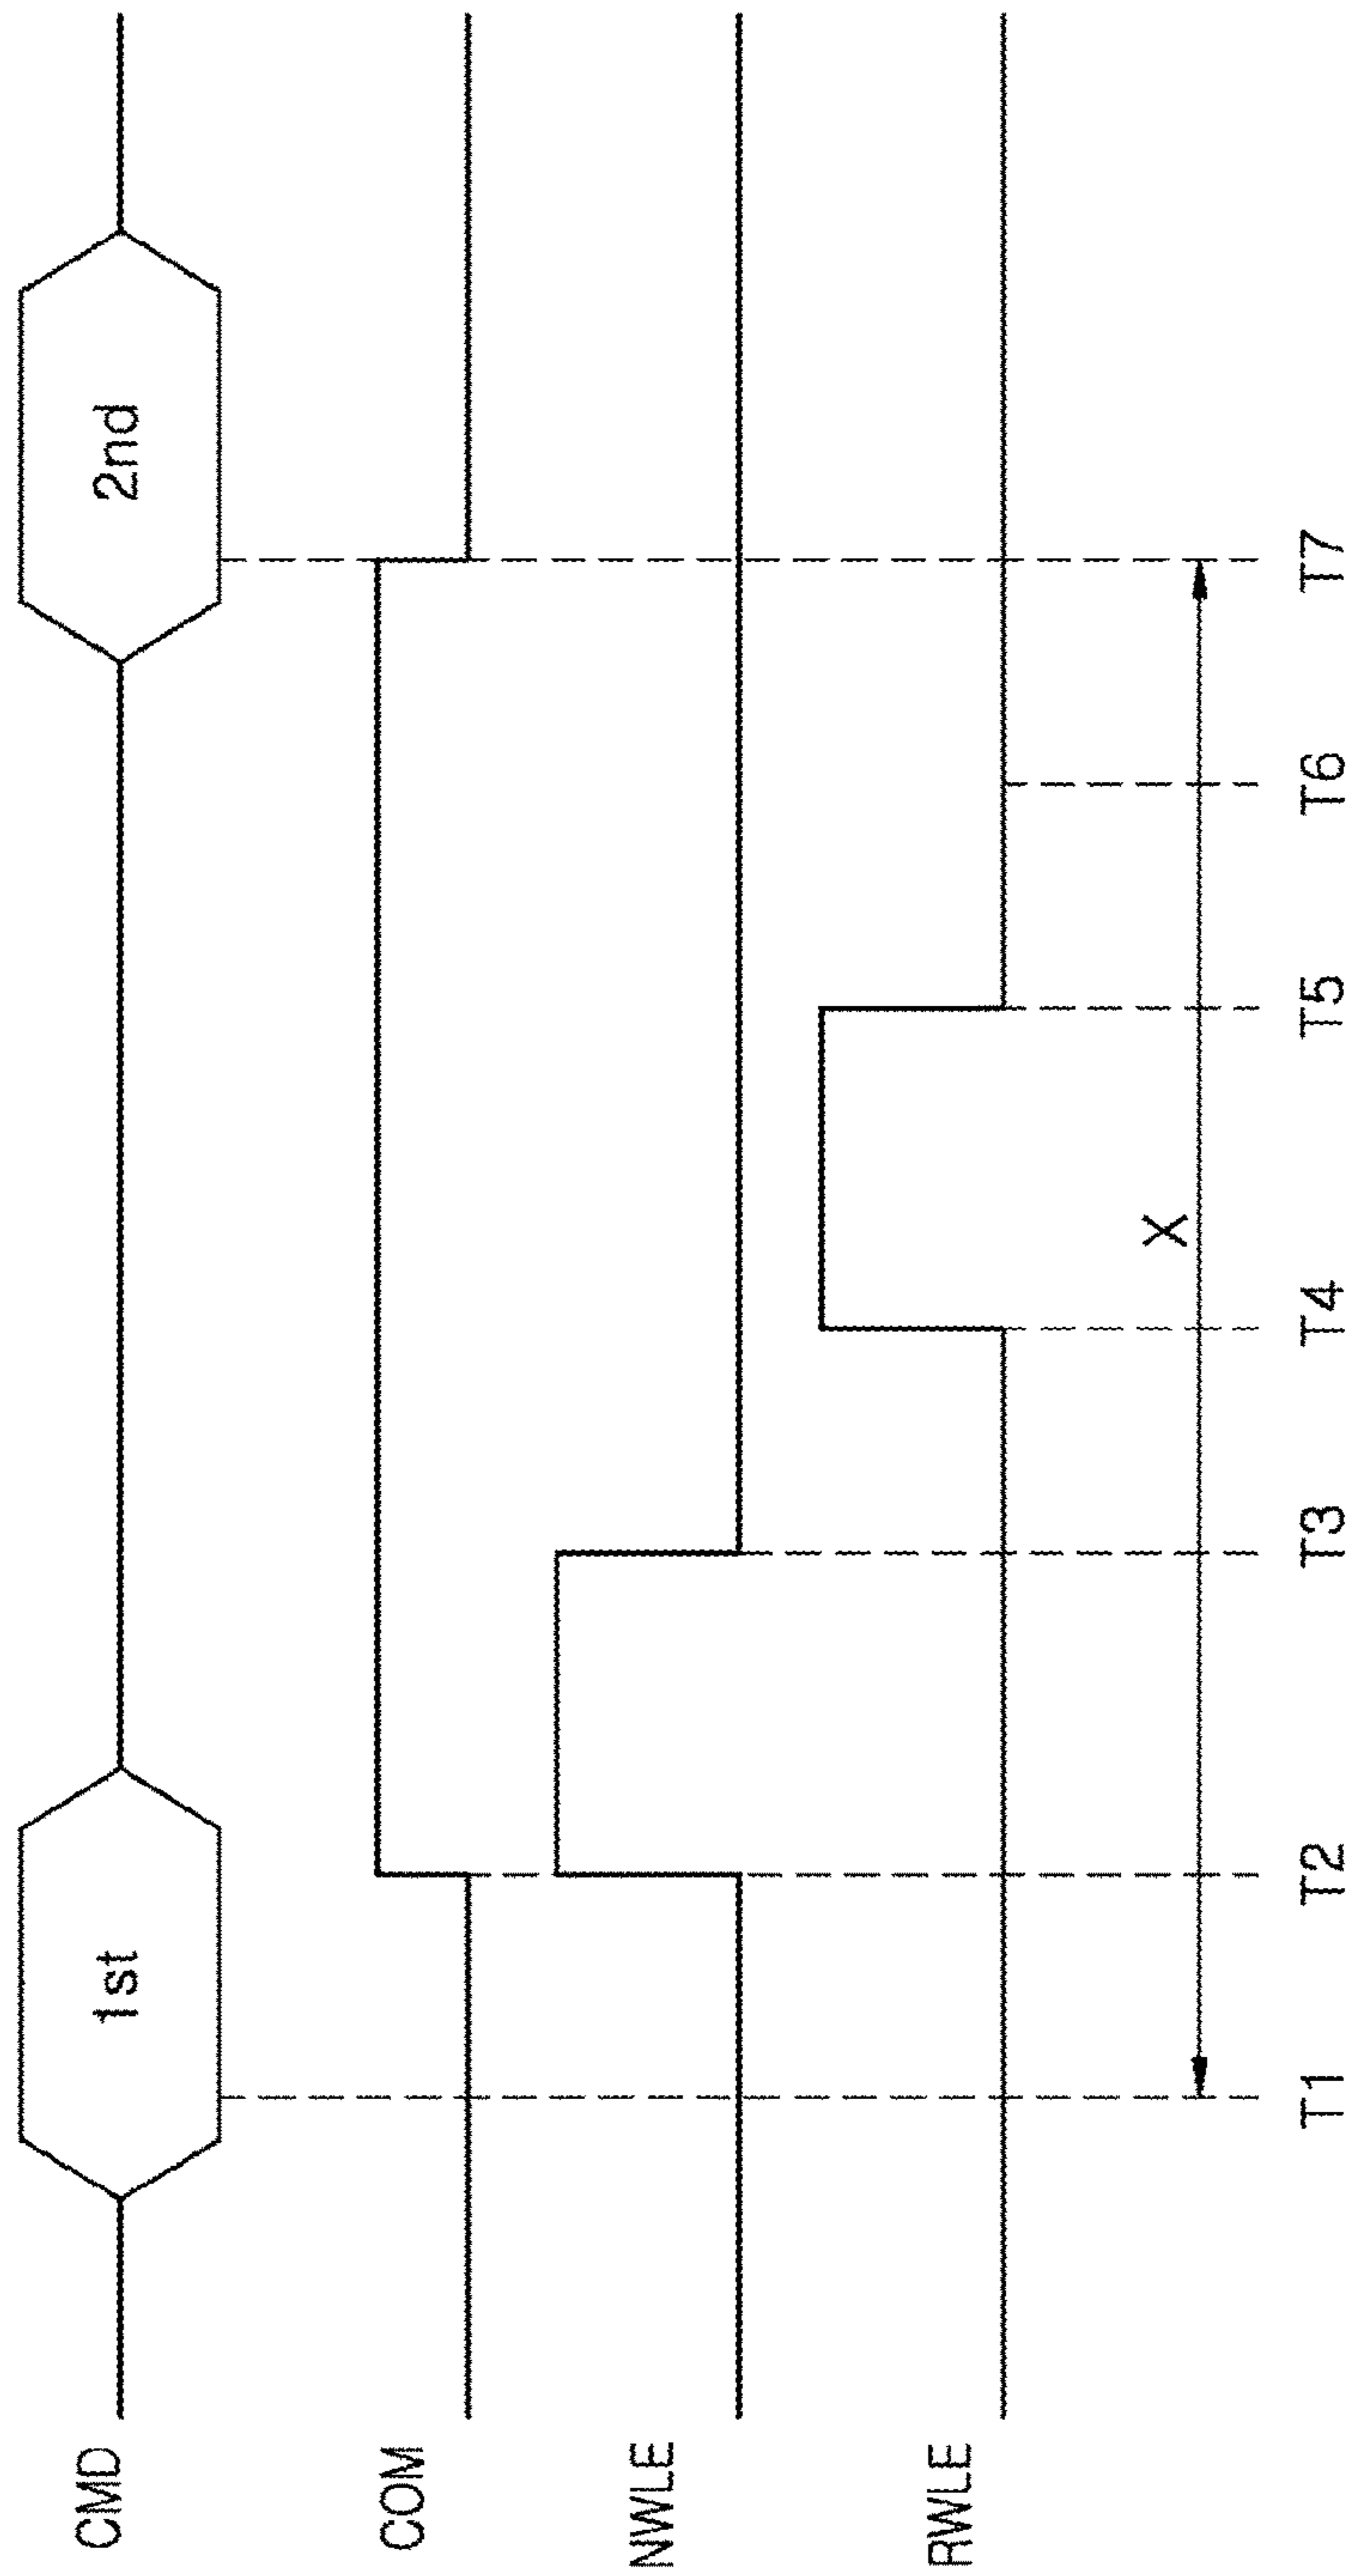 CMD
1st
2nd
COM
NWLE
RWLE
X
T1 T2 T3 T4 T5 T6 T7